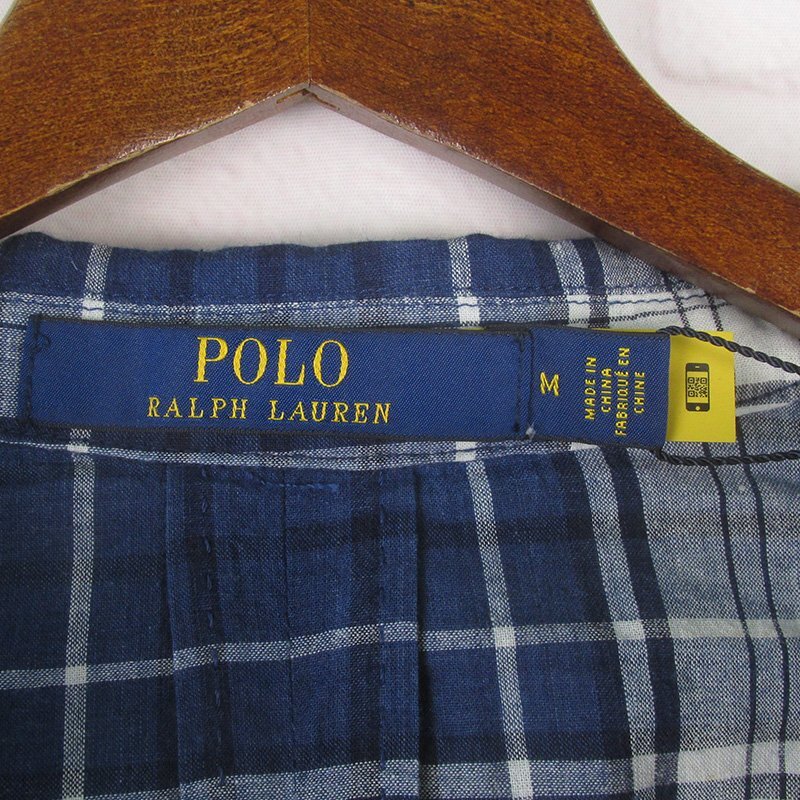 POLO
RALPH LAUREN
M
MADE IN
CHINA
FABRIQUÉ EN
CHINE